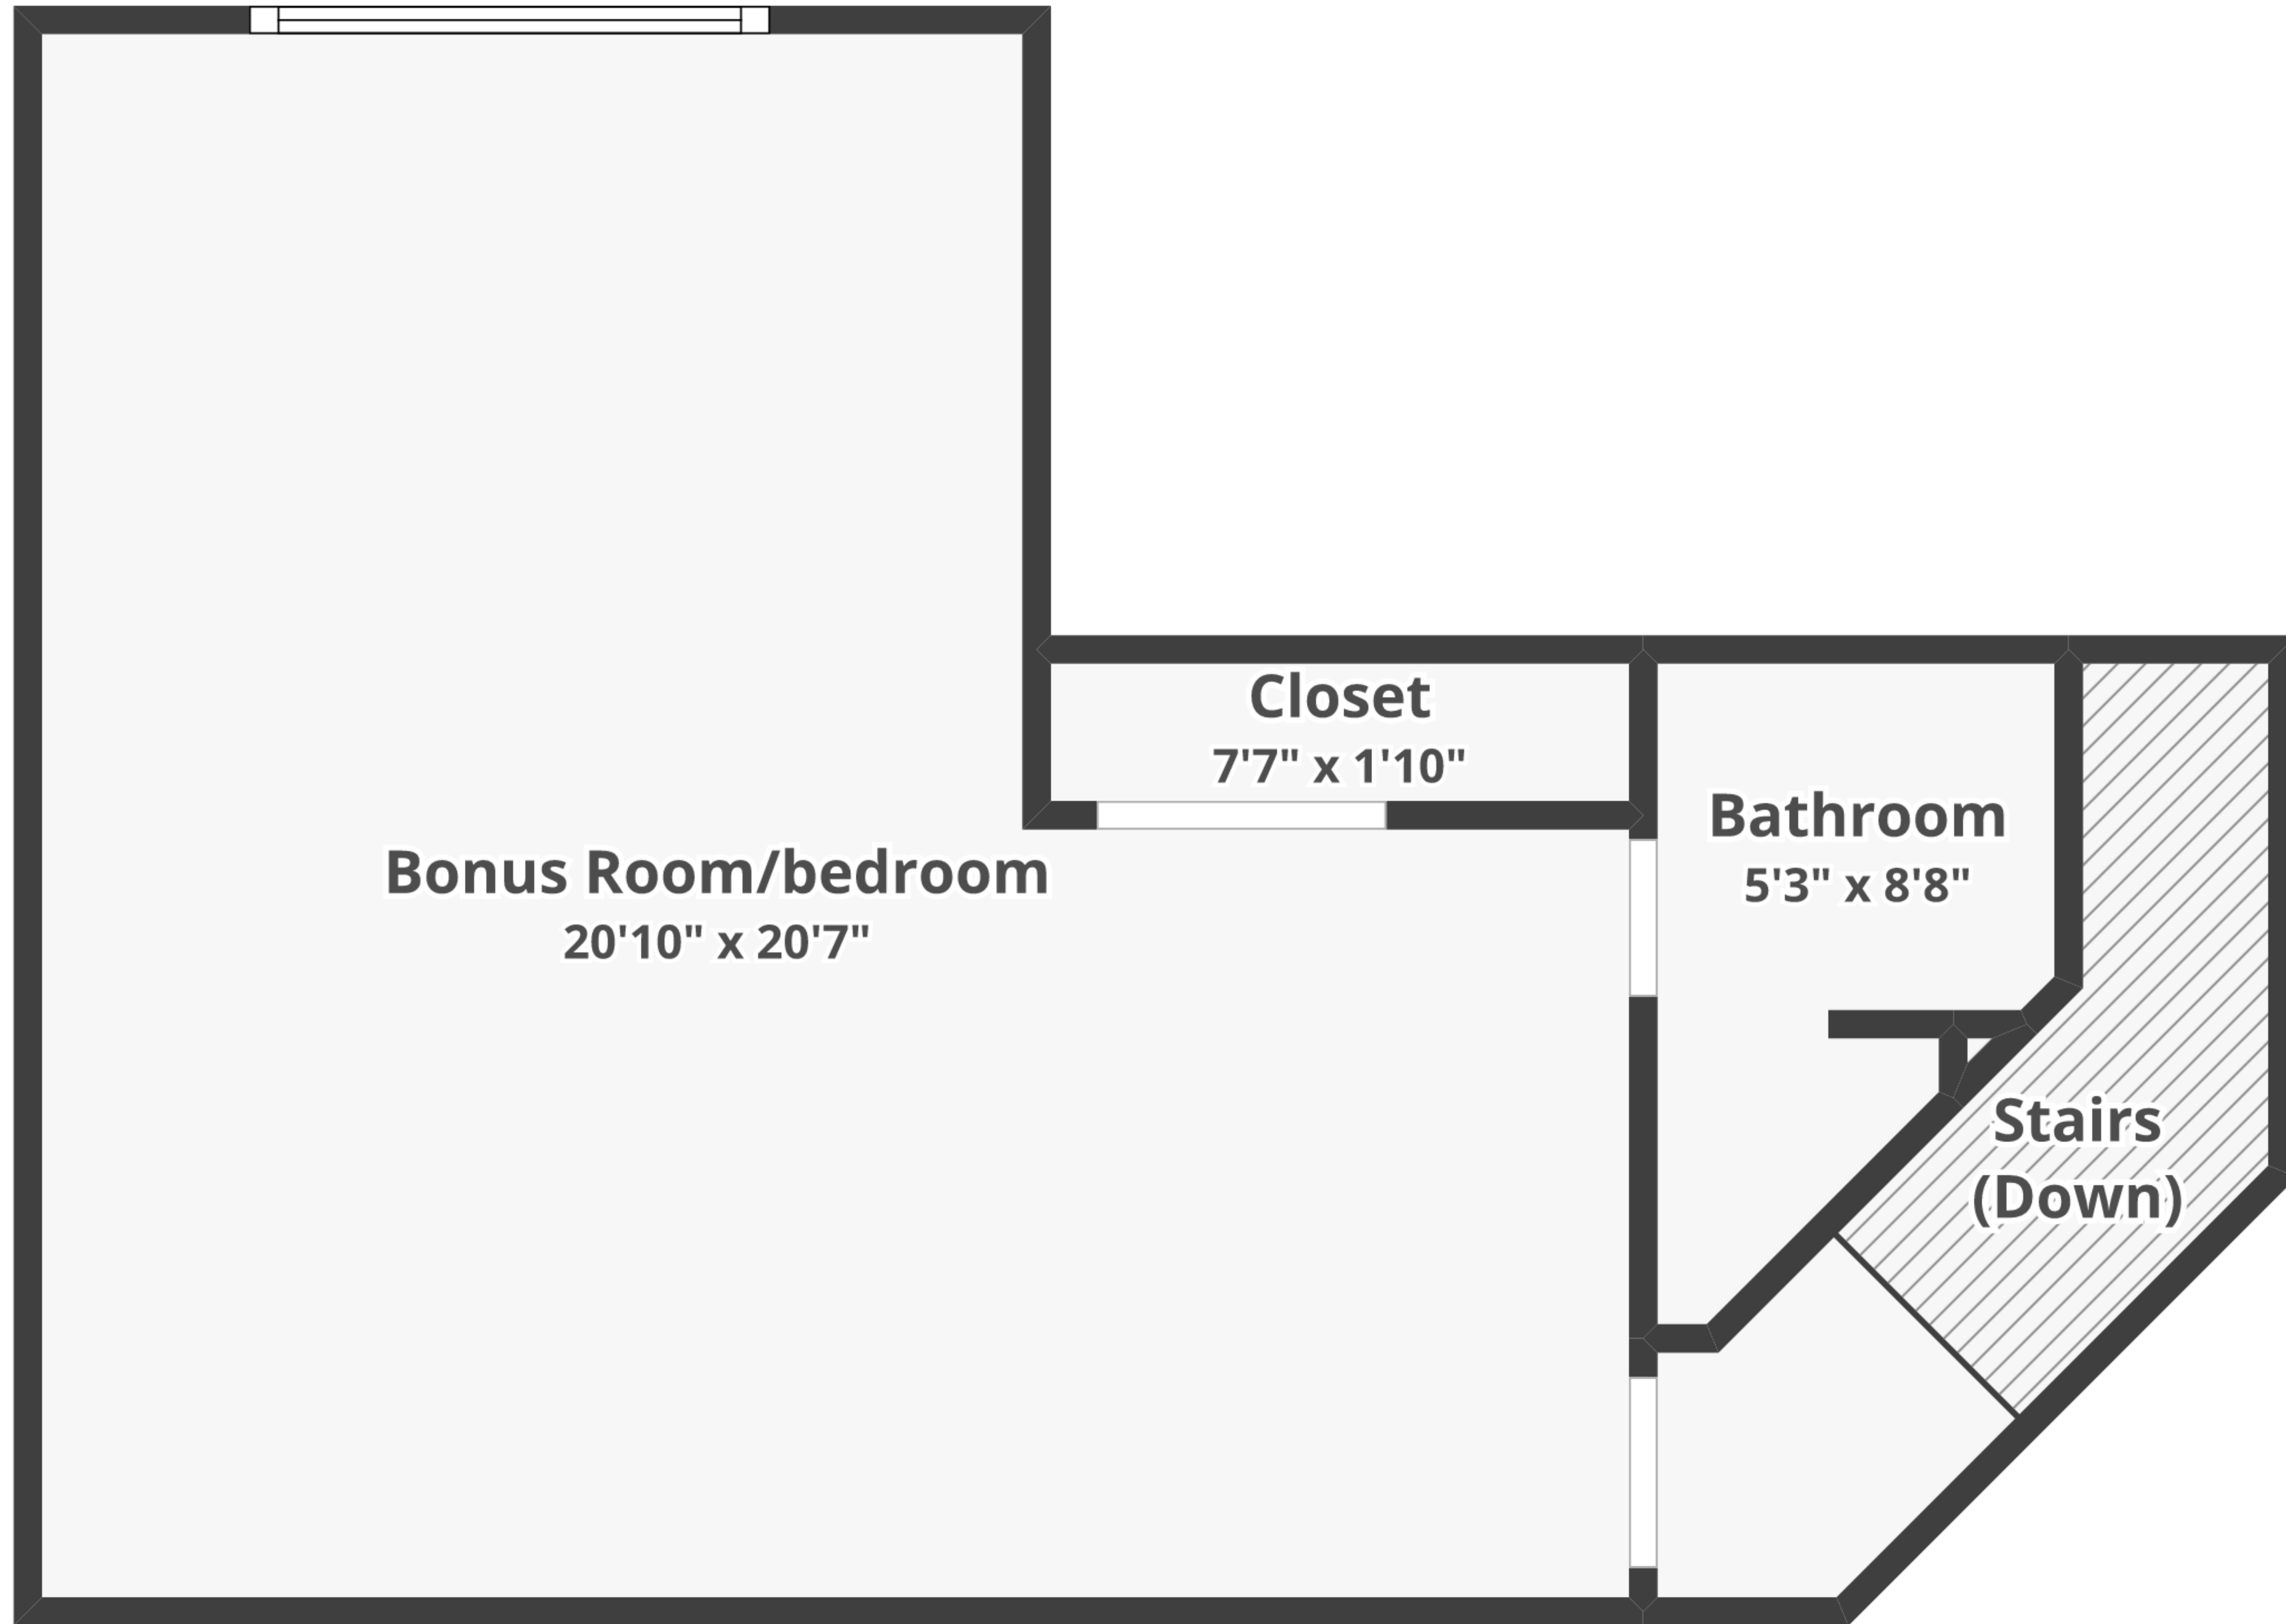 Closet
7'7" x 1'10"
Bathroom
5'3" x 8'8"
Bonus Room/bedroom
20'10" x 20'7"
Stairs
(Down)